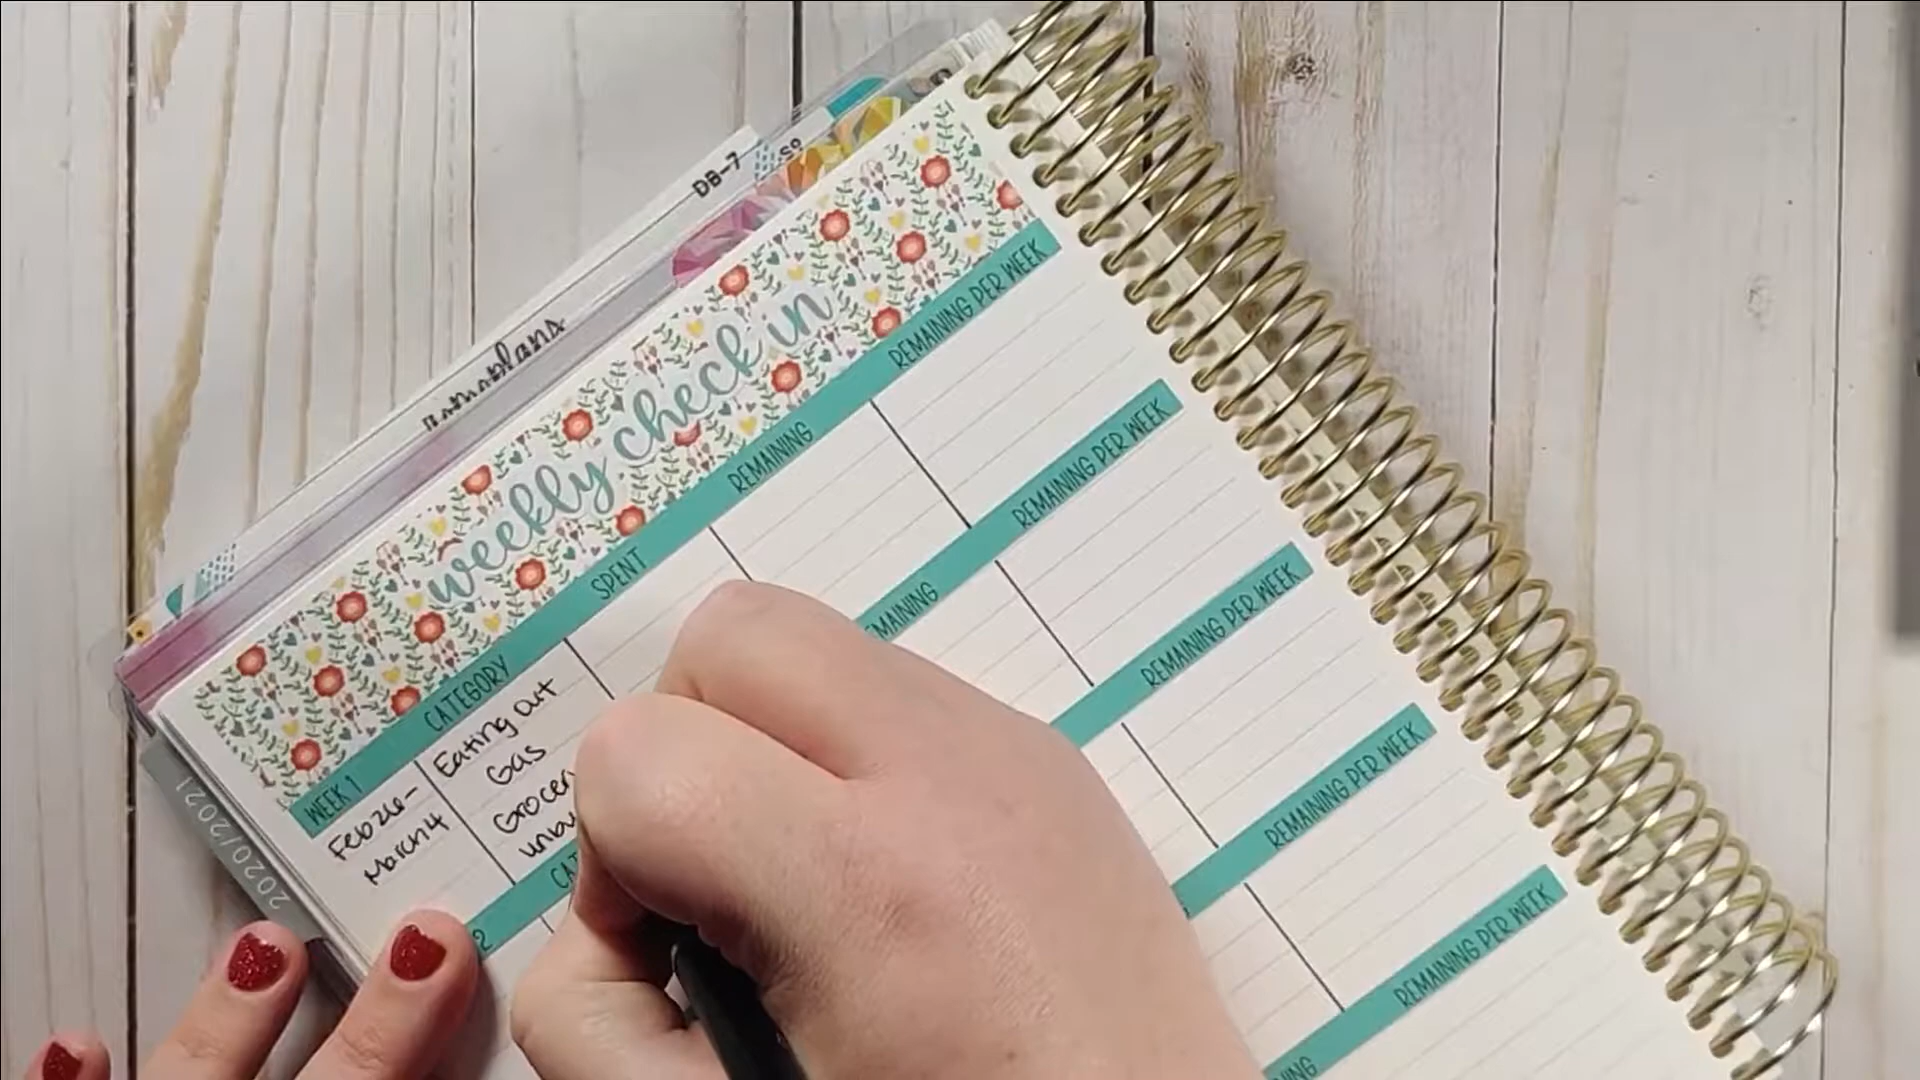 DB-7
weekly check in
WEEK 1 CATEGORY SPENT REMAINING REMAINING PER WEEK
Feb 26-
March 4
Eating out
Gas
2020/2021
2
REMAINING PER WEEK
REMAINING PER WEEK
REMAINING PER WEEK
REMAINING PER WEEK